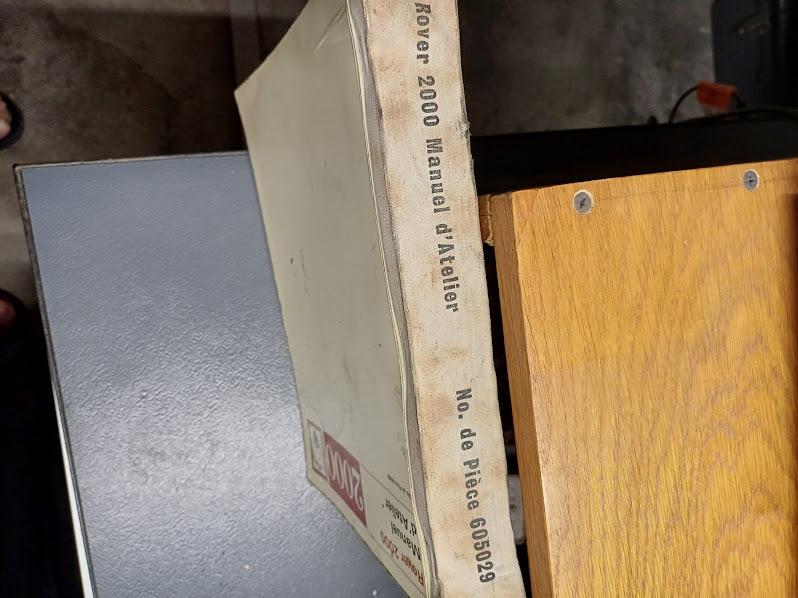 Rover 2000 Manuel d'Atelier No. de Pièce 605029
Rover 2000
Manuel
d'Atelier
2000